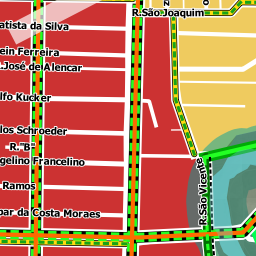 R.São Joaquim
atista da Silva
ein Ferreira
.José de Alencar
lfo Kucker
los Schroeder
R. "B"
gelino Francelino
Ramos
par da Costa Moraes
R.São Vicente